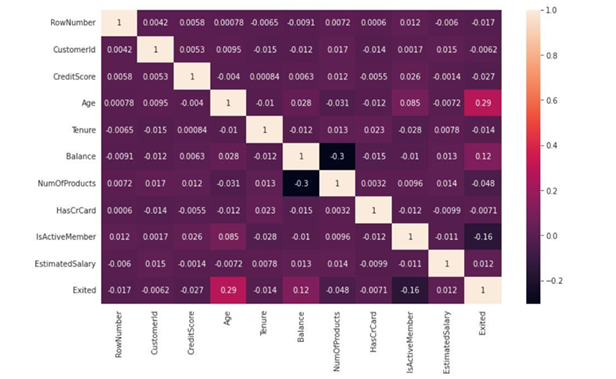 RowNumber 1 0.0042 0.0058 0.00078 -0.0065 -0.0091 0.0072 0.0006 0.012 -0.006 -0.017
CustomerId 0.0042 1 0.0053 0.0095 -0.015 -0.012 0.017 -0.014 0.0017 0.015 -0.0062
CreditScore 0.0058 0.0053 1 -0.004 0.00084 0.0063 0.012 -0.0055 0.026 -0.0014 -0.027
Age 0.00078 0.0095 -0.004 1 -0.01 0.028 -0.031 -0.012 0.085 -0.0072 0.29
Tenure -0.0065 -0.015 0.00084 -0.01 1 -0.012 0.013 0.023 -0.028 0.0078 -0.014
Balance -0.0091 -0.012 0.0063 0.028 -0.012 1 -0.3 -0.015 -0.01 0.013 0.12
NumOfProducts 0.0072 0.017 0.012 -0.031 0.013 -0.3 1 0.0032 0.0096 0.014 -0.048
HasCrCard 0.0006 -0.014 -0.0055 -0.012 0.023 -0.015 0.0032 1 -0.012 -0.0099 -0.0071
IsActiveMember 0.012 0.0017 0.026 0.085 -0.028 -0.01 0.0096 -0.012 1 -0.011 -0.16
EstimatedSalary -0.006 0.015 -0.0014 -0.0072 0.0078 0.013 0.014 -0.0099 -0.011 1 0.012
Exited -0.017 -0.0062 -0.027 0.29 -0.014 0.12 -0.048 -0.0071 -0.16 0.012 1
RowNumber
CustomerId
CreditScore
Age
Tenure
Balance
NumOfProducts
HasCrCard
IsActiveMember
EstimatedSalary
Exited
1.0
0.8
0.6
0.4
0.2
0.0
−0.2